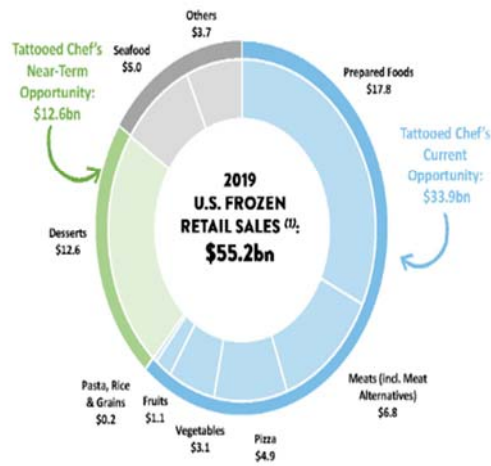 Others
$3.7
Tattooed Chef's
Near-Term
Opportunity:
$12.6bn
Seafood
$5.0
Prepared Foods
$17.8
Tattooed Chef's
Current
Opportunity:
$33.9bn
2019
U.S. FROZEN
RETAIL SALES (1):
$55.2bn
Desserts
$12.6
Meats (incl. Meat
Alternatives)
$6.8
Pasta, Rice
& Grains
$0.2
Fruits
$1.1
Vegetables
$3.1
Pizza
$4.9